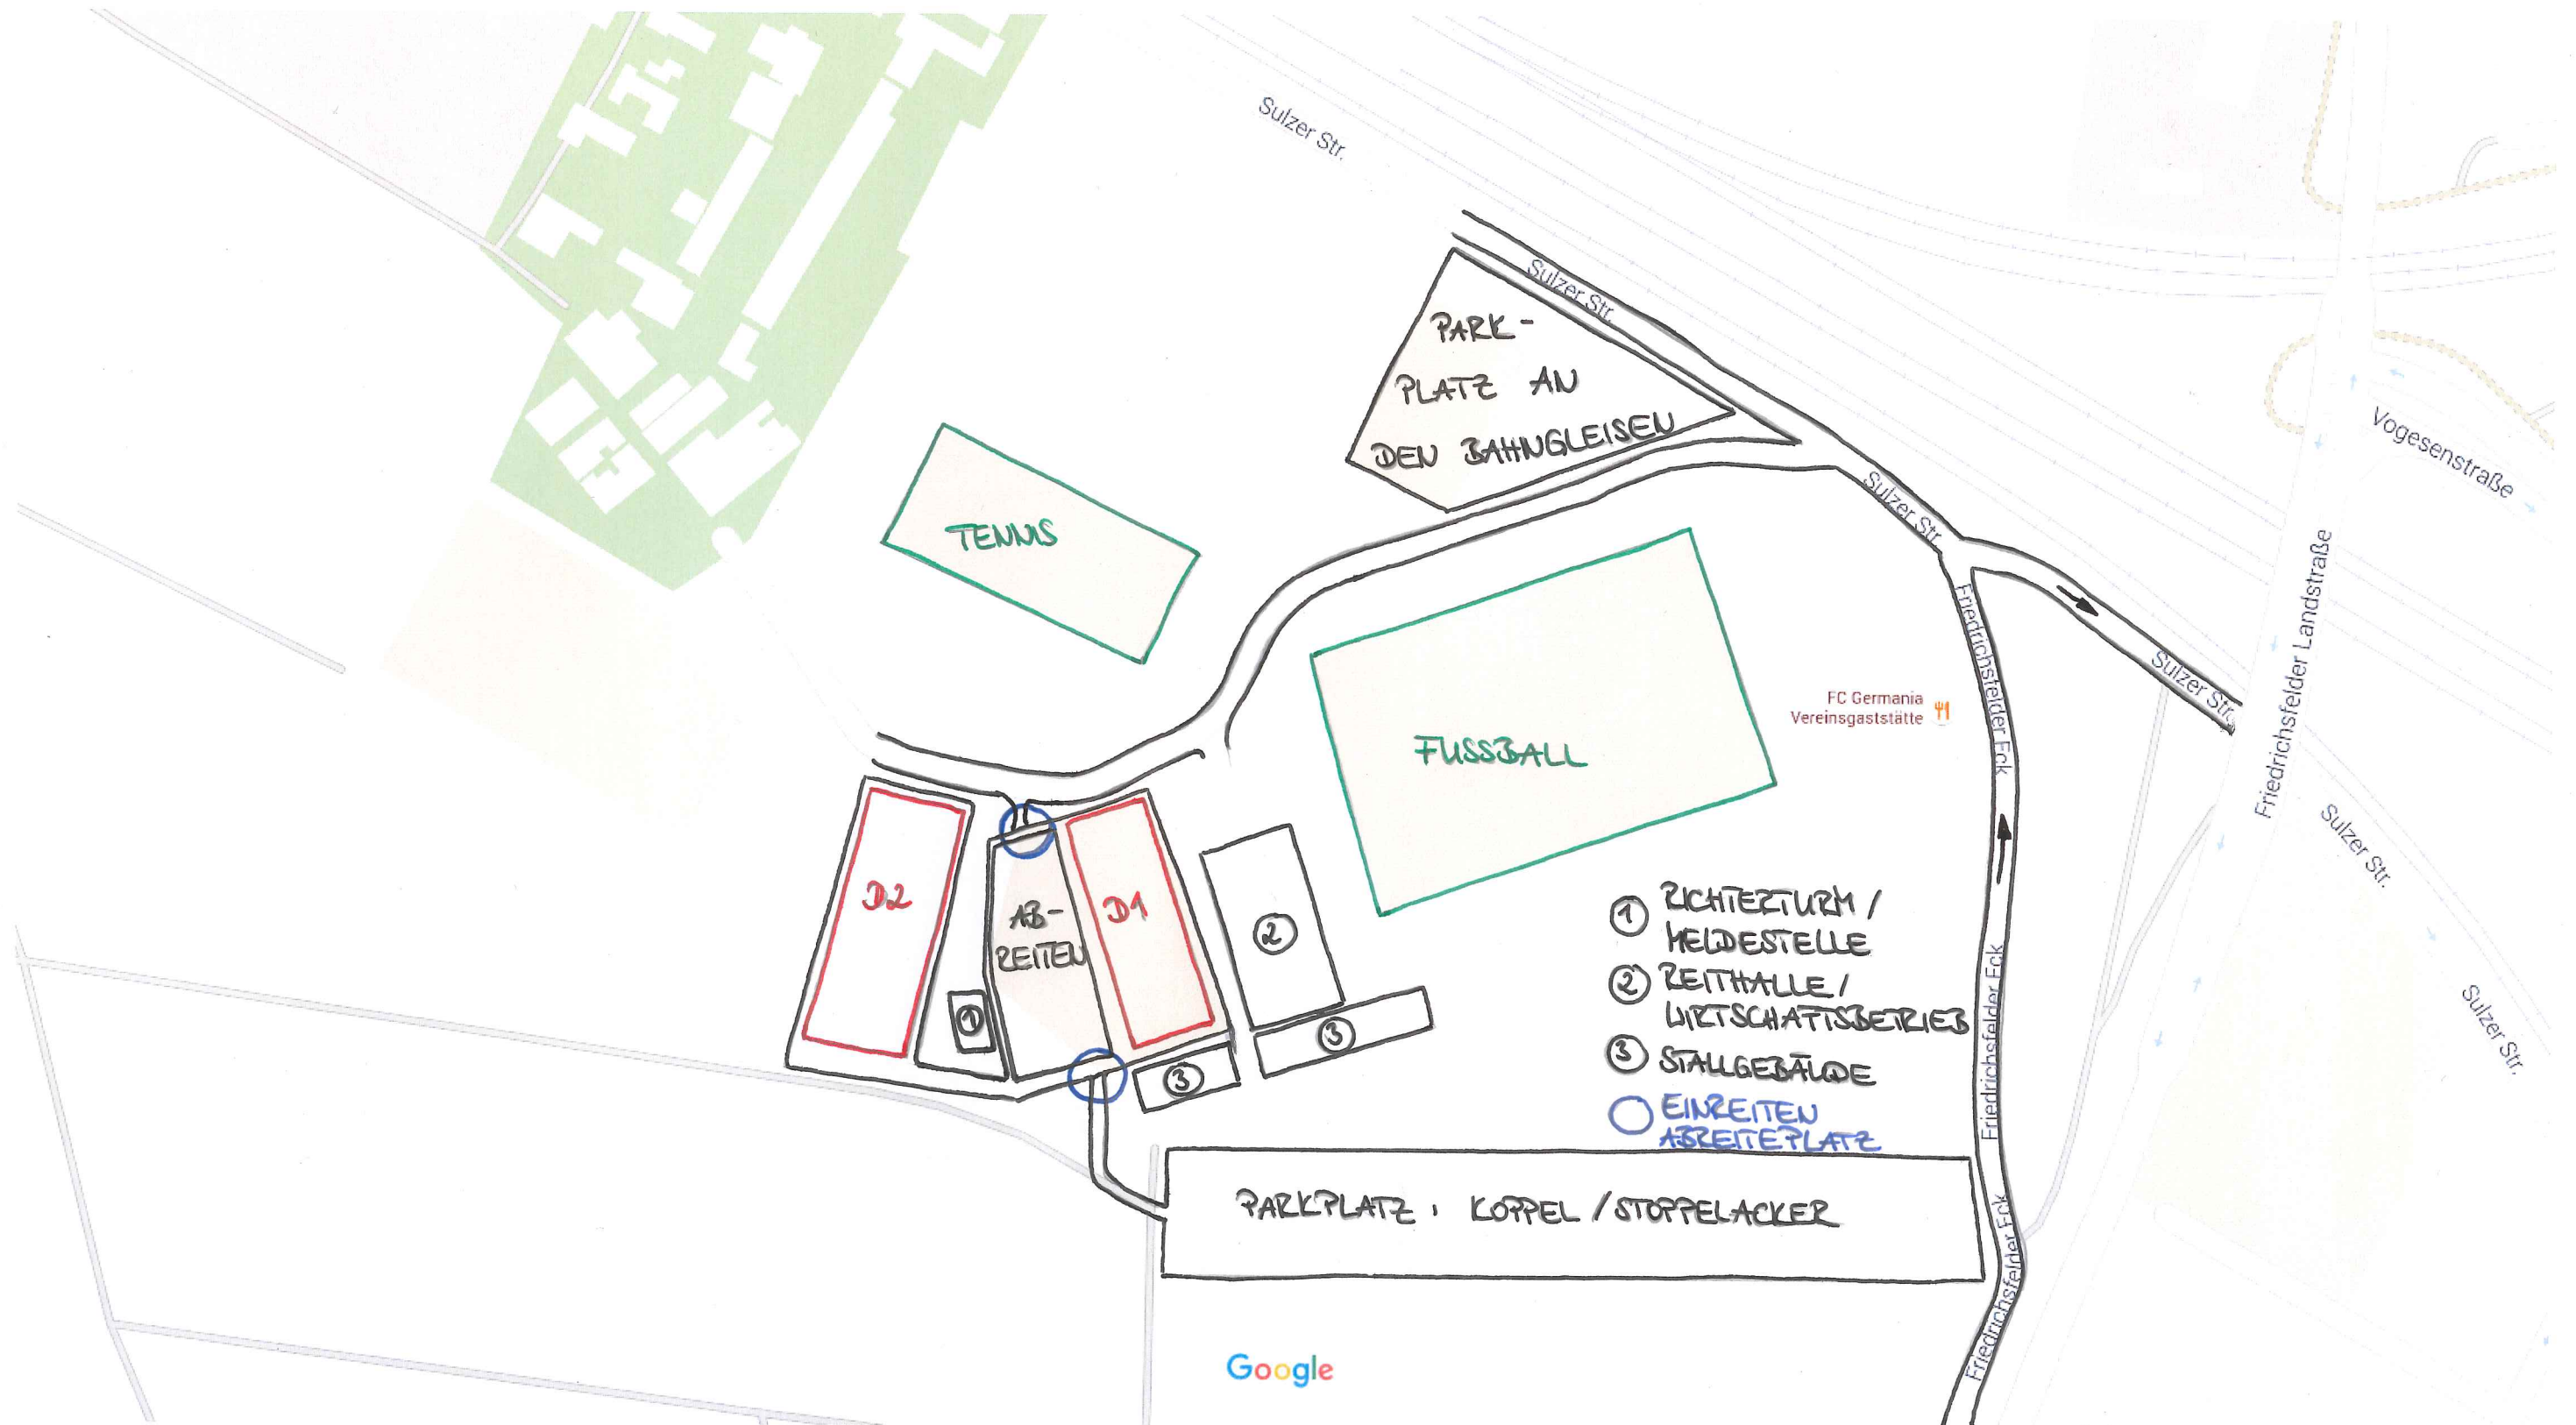 Sulzer Str.
Sulzer Str.
PARK-
PLATZ AN
DEN BAHNGLEISEN
Vogesenstraße
Sulzer Str.
TENNIS
Friedrichsfelder Eck
Friedrichsfelder Landstraße
Sulzer Str.
FC Germania
Vereinsgaststätte
FUSSBALL
Sulzer Str.
D2
AB-
REITEN
D1
2
1
3
3
1 RICHTERTURM /
MELDESTELLE
2 REITHALLE /
WIRTSCHAFTSBETRIEB
3 STALLGEBÄUDE
EINREITEN
ABREITEPLATZ
Friedrichsfelder Eck
Sulzer Str.
PARKPLATZ, KOPPEL / STOPPELACKER
Friedrichsfelder Eck
Google